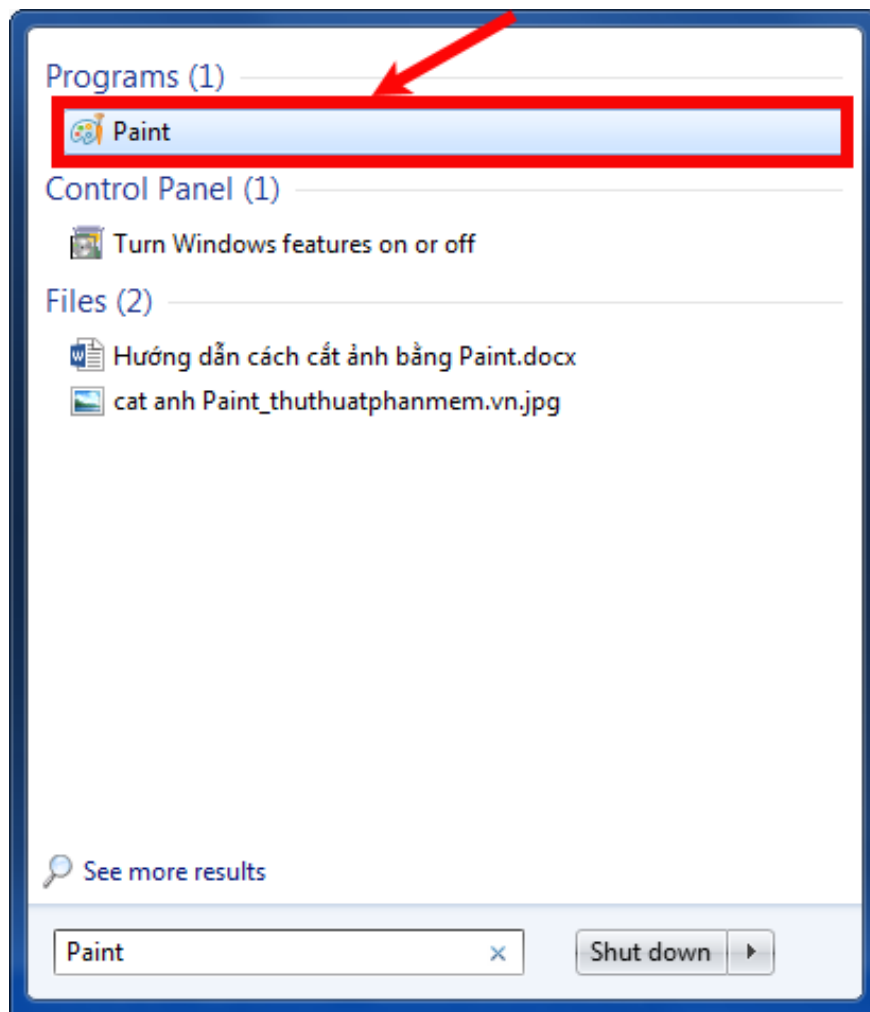 Programs (1)
Paint
Control Panel (1)
Turn Windows features on or off
Files (2)
Hướng dẫn cách cắt ảnh bằng Paint.docx
cat anh Paint_thuthuatphanmem.vn.jpg
See more results
Paint
Shut down